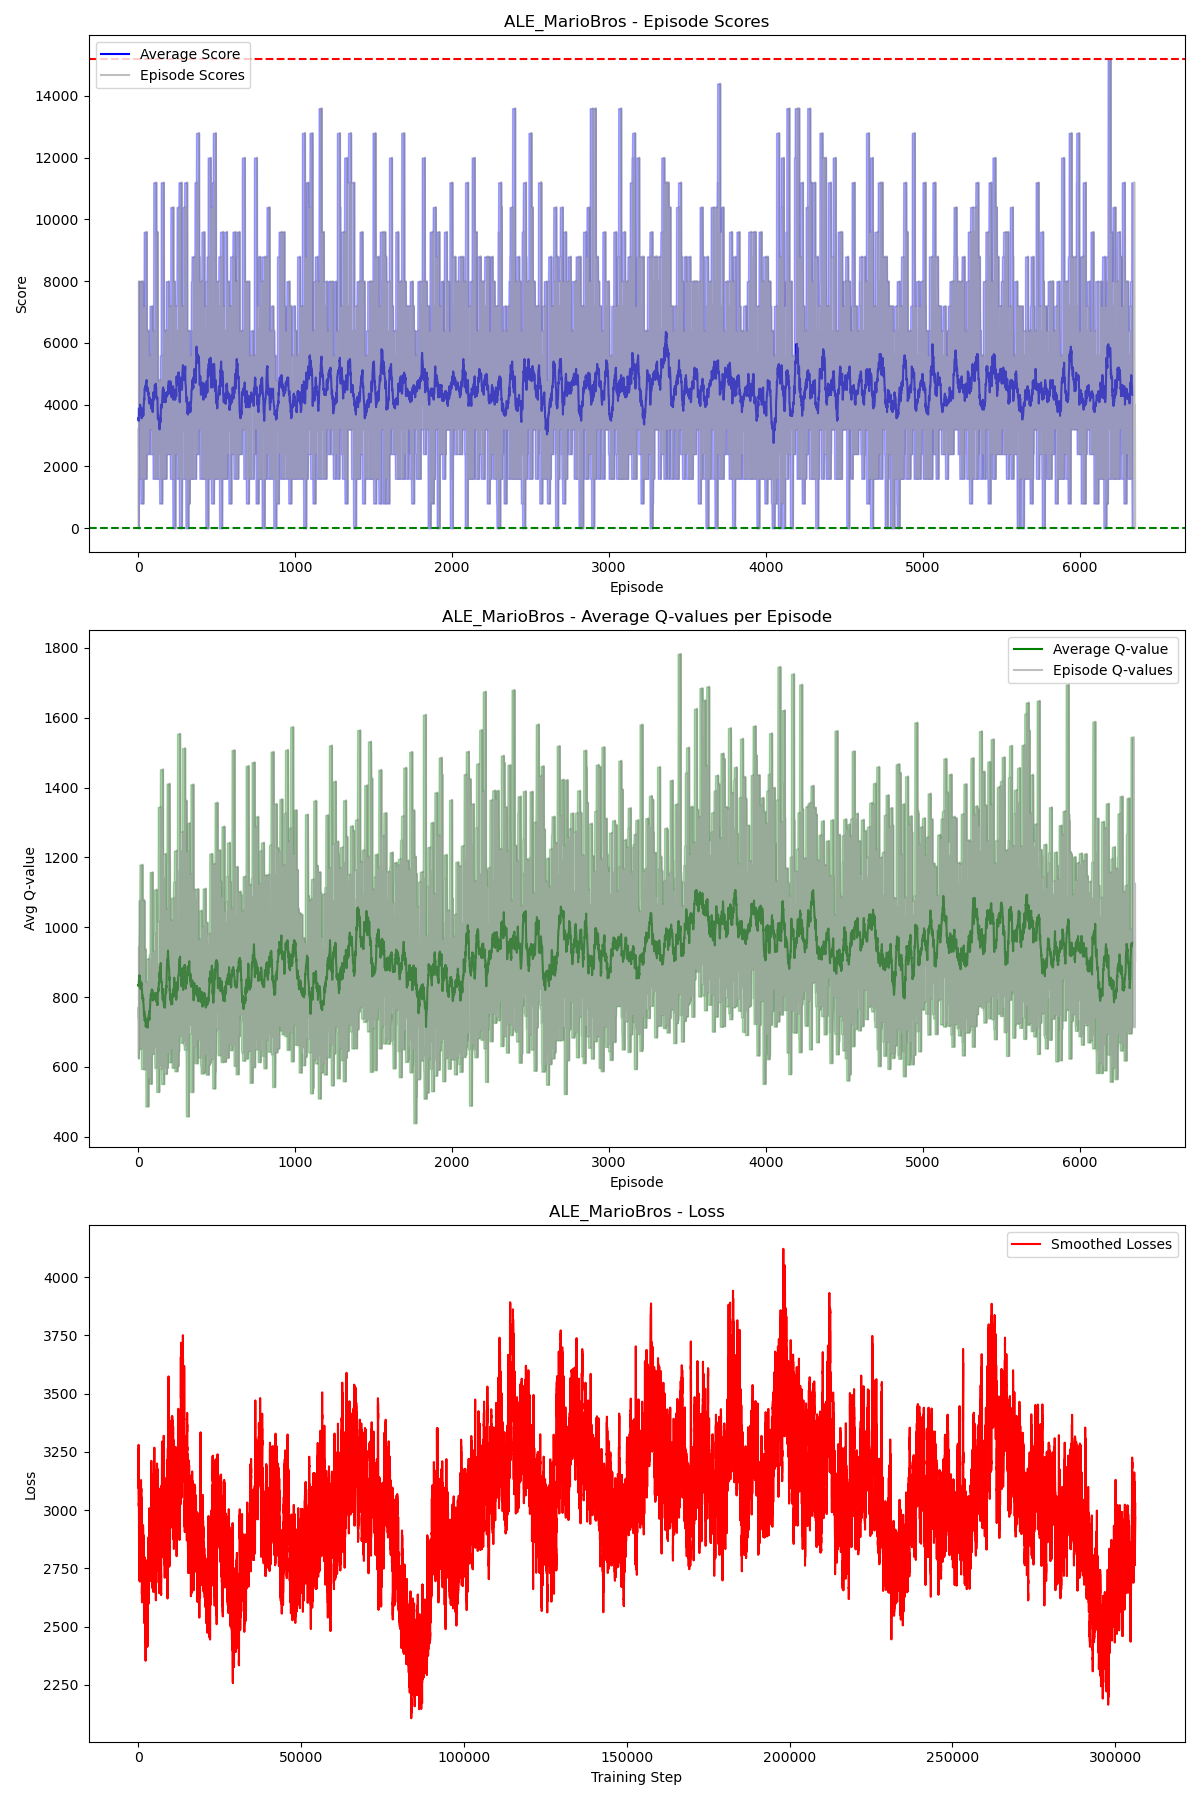 ALE_MarioBros - Episode Scores
Average Score
Episode Scores
14000
12000
10000
8000
6000
4000
2000
0
Score
0 1000 2000 3000 4000 5000 6000
Episode
ALE_MarioBros - Average Q-values per Episode
Average Q-value
Episode Q-values
1800
1600
1400
1200
1000
800
600
400
Avg Q-value
0 1000 2000 3000 4000 5000 6000
Episode
ALE_MarioBros - Loss
Smoothed Losses
4000
3750
3500
3250
3000
2750
2500
2250
Loss
0 50000 100000 150000 200000 250000 300000
Training Step